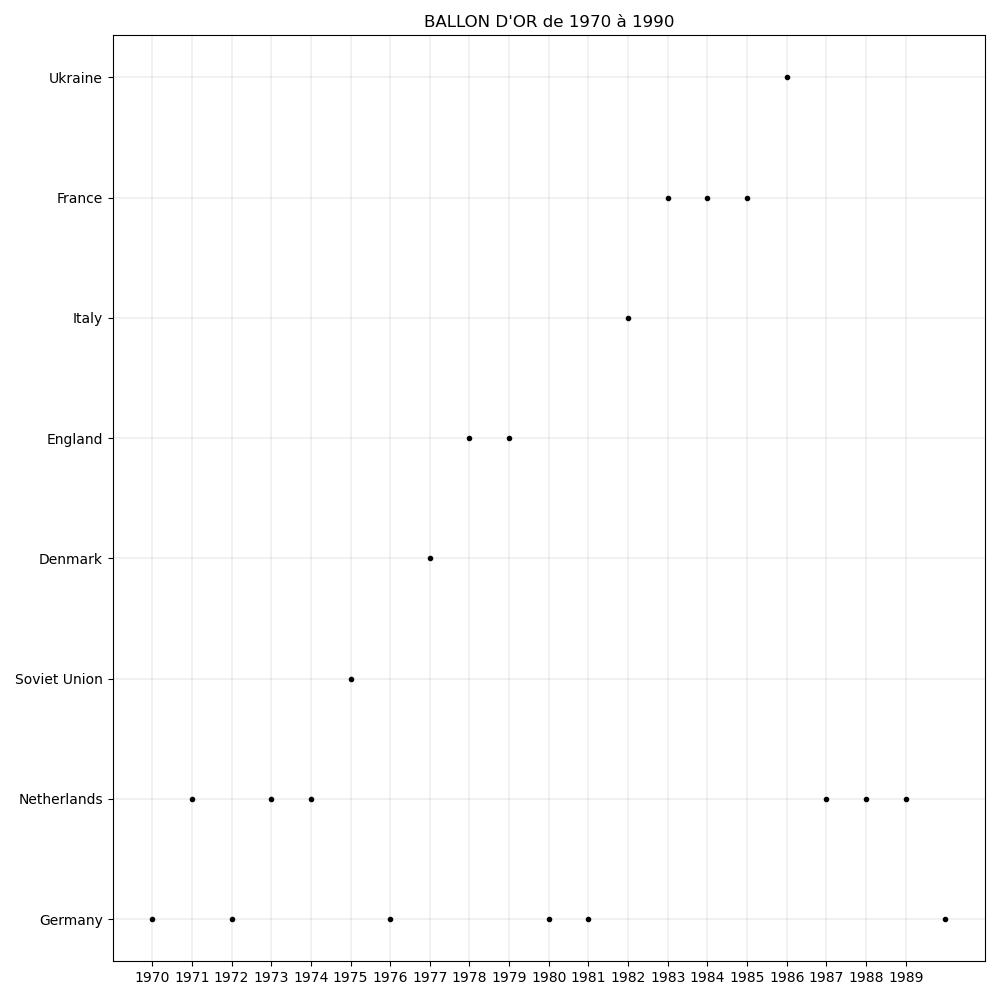 BALLON D'OR de 1970 à 1990
Ukraine
France
Italy
England
Denmark
Soviet Union
Netherlands
Germany
1970 1971 1972 1973 1974 1975 1976 1977 1978 1979 1980 1981 1982 1983 1984 1985 1986 1987 1988 1989